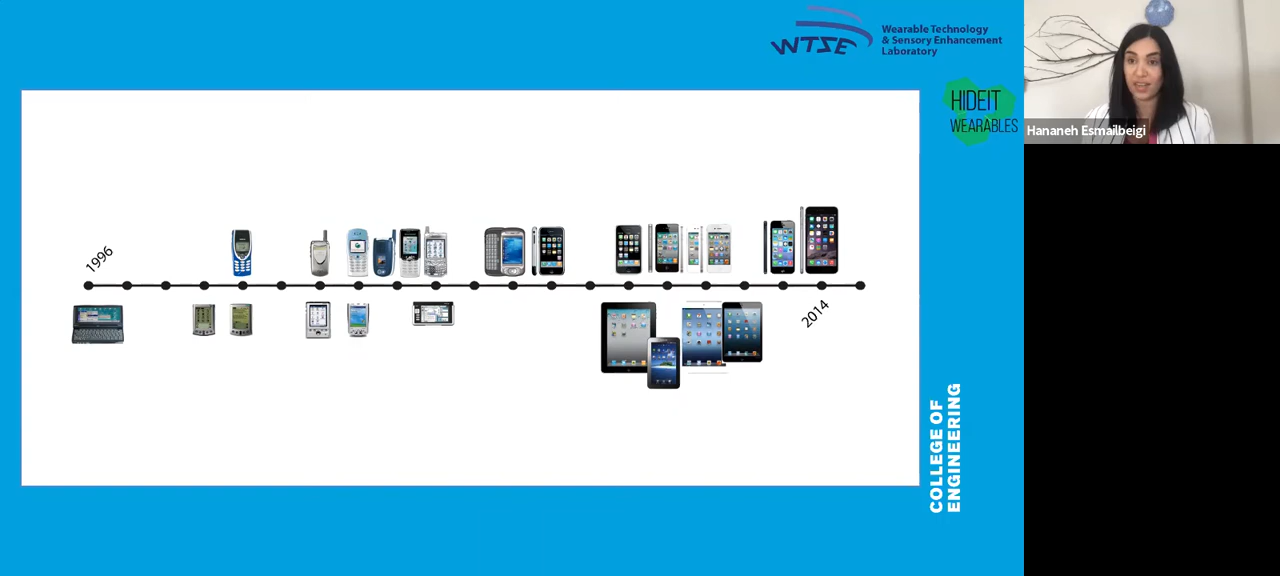 WTSE
Wearable Technology
& Sensory Enhancement
Laboratory
HIDEIT
WEARABLES
Hananeh Esmailbeigi
1996
2014
COLLEGE OF
ENGINEERING